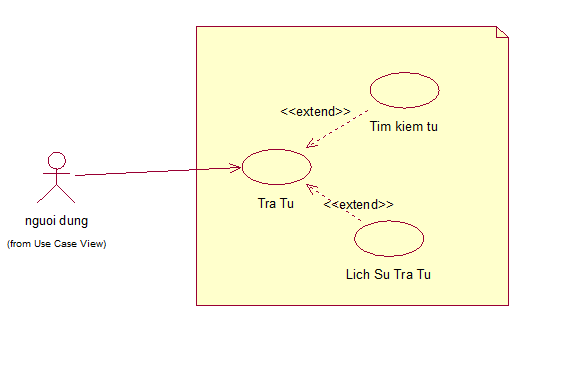 <<extend>>
Tim kiem tu
Tra Tu
<<extend>>
nguoi dung
(from Use Case View)
Lich Su Tra Tu